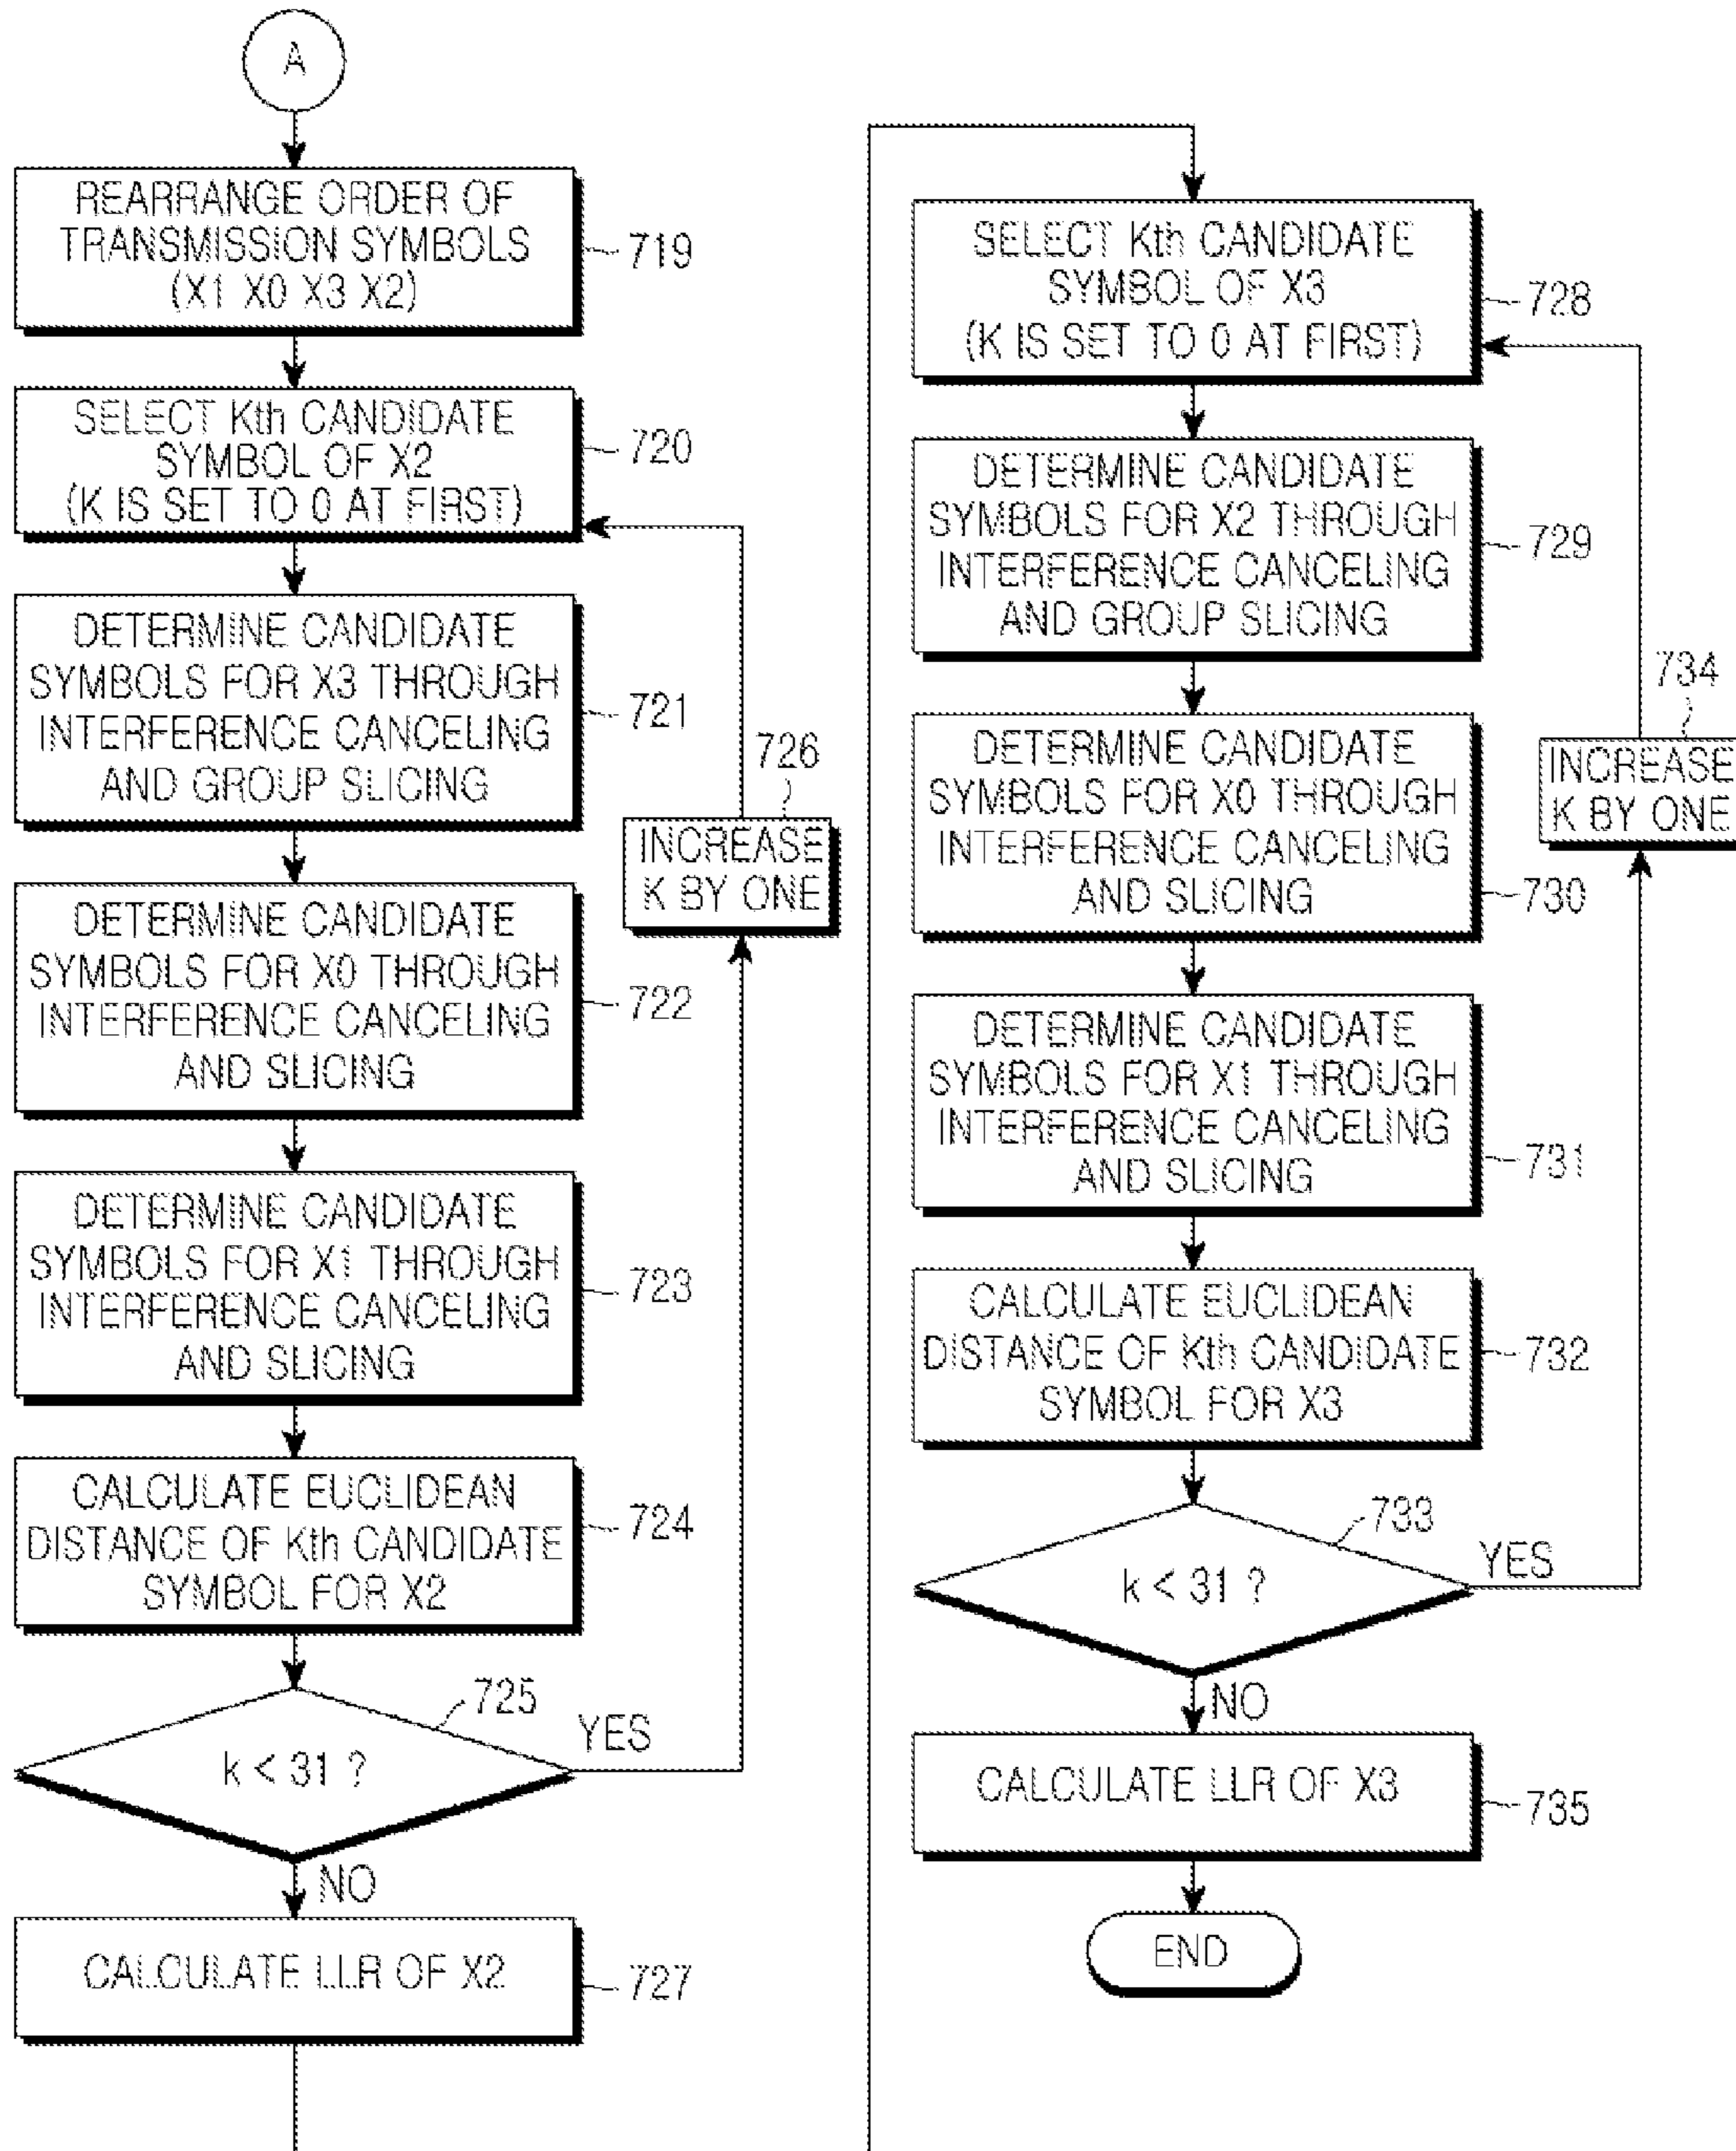 A
REARRANGE ORDER OF
TRANSMISSION SYMBOLS
(X1 X0 X3 X2)
719
SELECT Kth CANDIDATE
SYMBOL OF X2
(K IS SET TO 0 AT FIRST)
720
DETERMINE CANDIDATE
SYMBOLS FOR X3 THROUGH
INTERFERENCE CANCELING
AND GROUP SLICING
721
726
INCREASE
K BY ONE
DETERMINE CANDIDATE
SYMBOLS FOR X0 THROUGH
INTERFERENCE CANCELING
AND SLICING
722
DETERMINE CANDIDATE
SYMBOLS FOR X1 THROUGH
INTERFERENCE CANCELING
AND SLICING
723
CALCULATE EUCLIDEAN
DISTANCE OF Kth CANDIDATE
SYMBOL FOR X2
724
725
k < 31 ?
YES
NO
CALCULATE LLR OF X2
727
SELECT Kth CANDIDATE
SYMBOL OF X3
(K IS SET TO 0 AT FIRST)
728
DETERMINE CANDIDATE
SYMBOLS FOR X2 THROUGH
INTERFERENCE CANCELING
AND GROUP SLICING
729
734
INCREASE
K BY ONE
DETERMINE CANDIDATE
SYMBOLS FOR X0 THROUGH
INTERFERENCE CANCELING
AND SLICING
730
DETERMINE CANDIDATE
SYMBOLS FOR X1 THROUGH
INTERFERENCE CANCELING
AND SLICING
731
CALCULATE EUCLIDEAN
DISTANCE OF Kth CANDIDATE
SYMBOL FOR X3
732
733
k < 31 ?
YES
NO
CALCULATE LLR OF X3
735
END